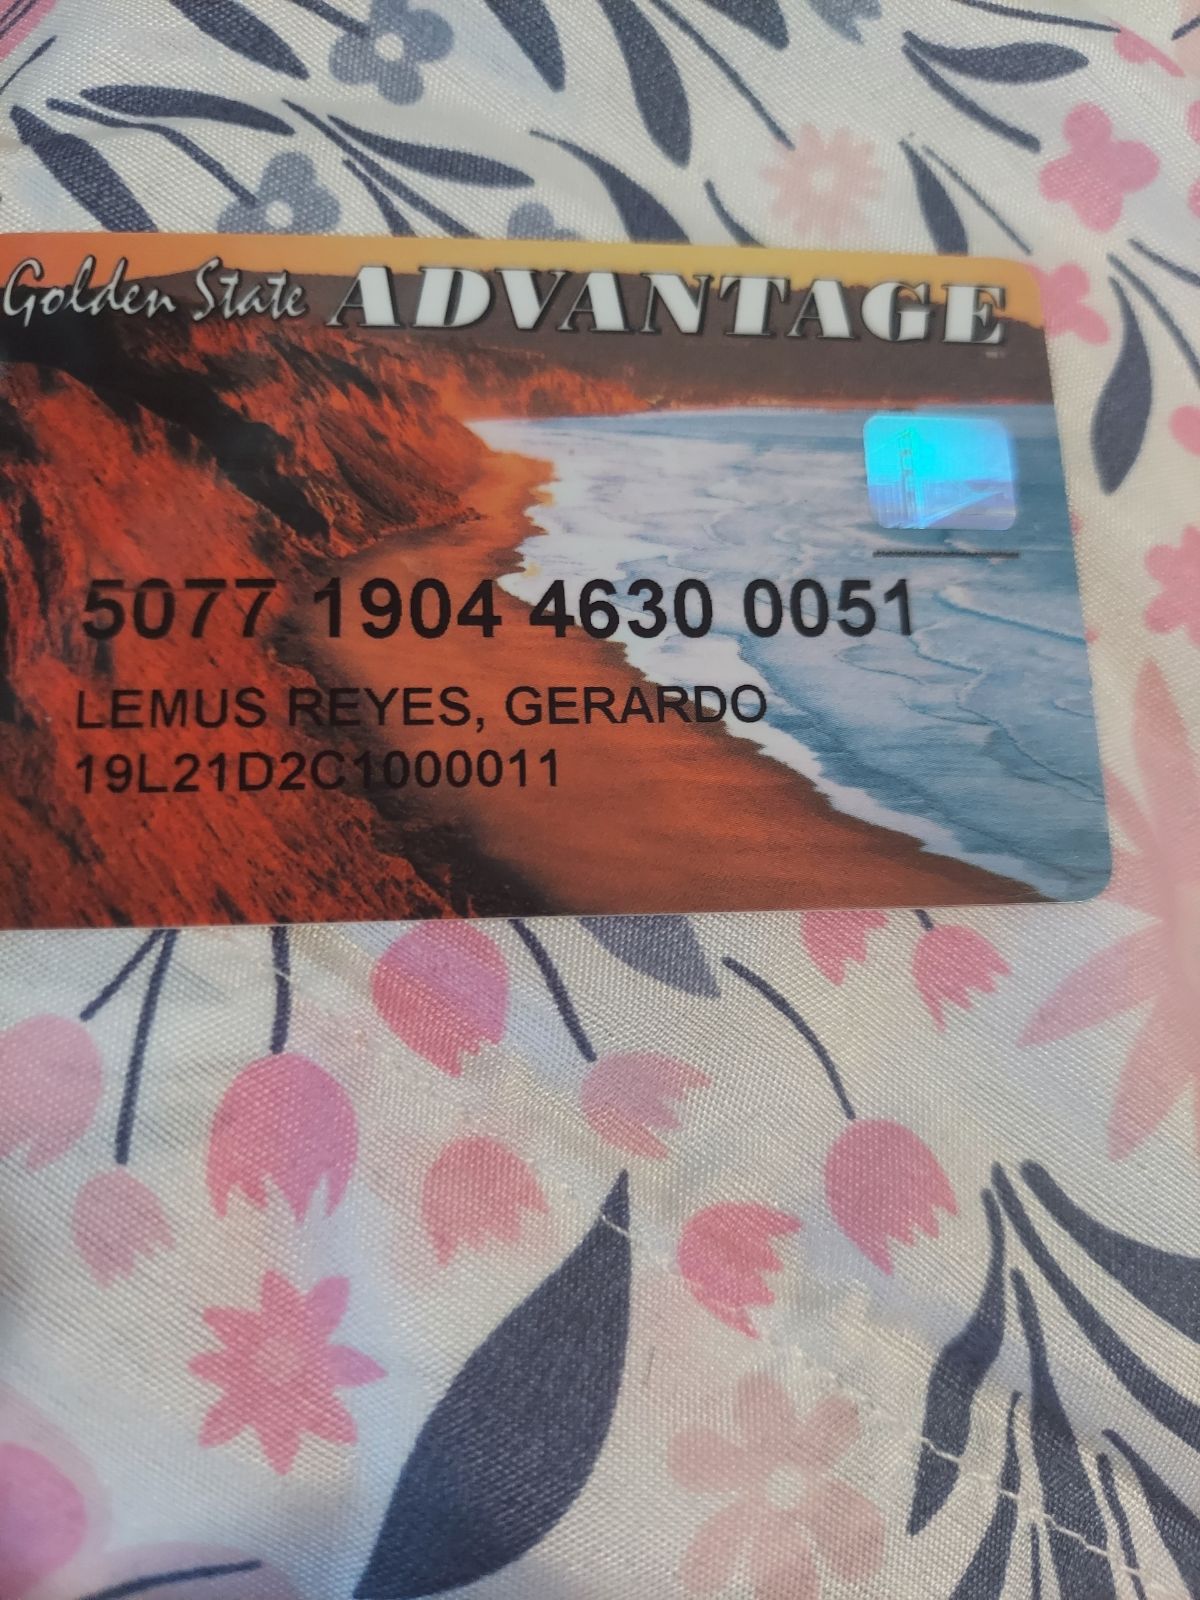 Golden State ADVANTAGE
5077 1904 4630 0051
LEMUS REYES, GERARDO
19L21D2C1000011